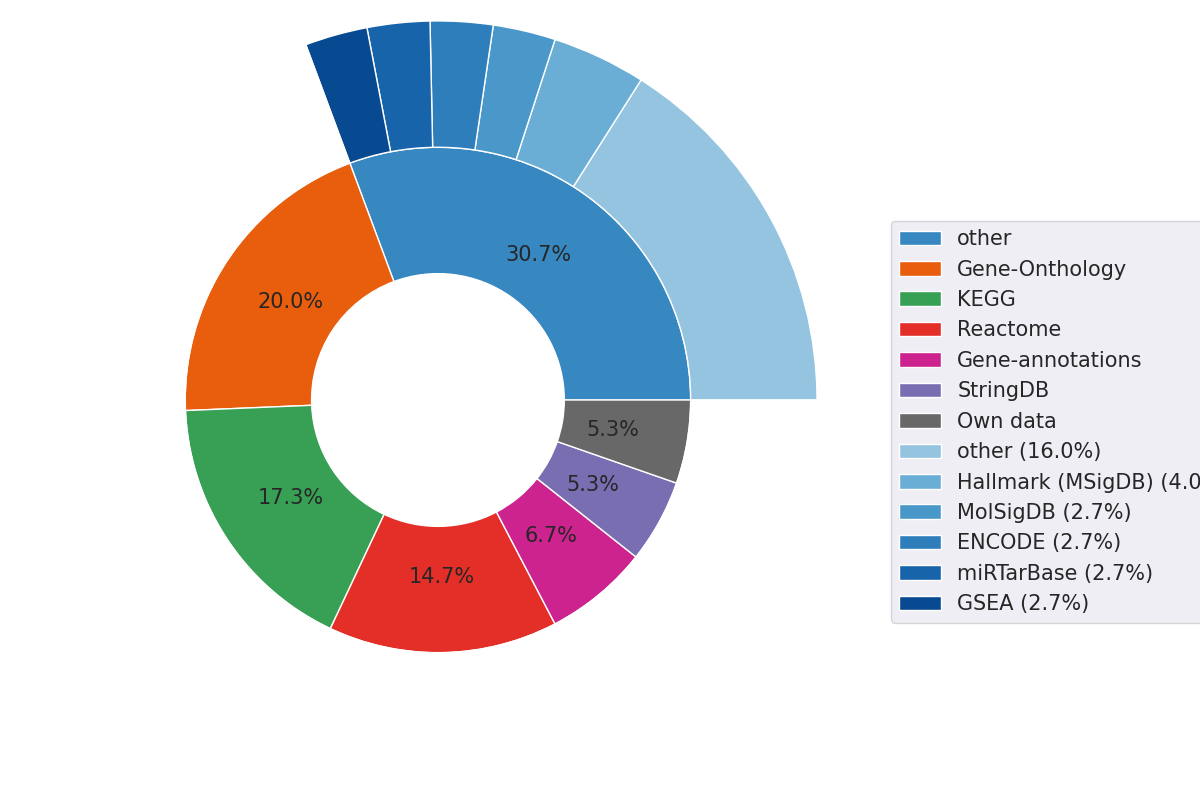 30.7%
20.0%
17.3%
14.7%
6.7%
5.3%
5.3%
other
Gene-Onthology
KEGG
Reactome
Gene-annotations
StringDB
Own data
other (16.0%)
Hallmark (MSigDB) (4.0
MolSigDB (2.7%)
ENCODE (2.7%)
miRTarBase (2.7%)
GSEA (2.7%)